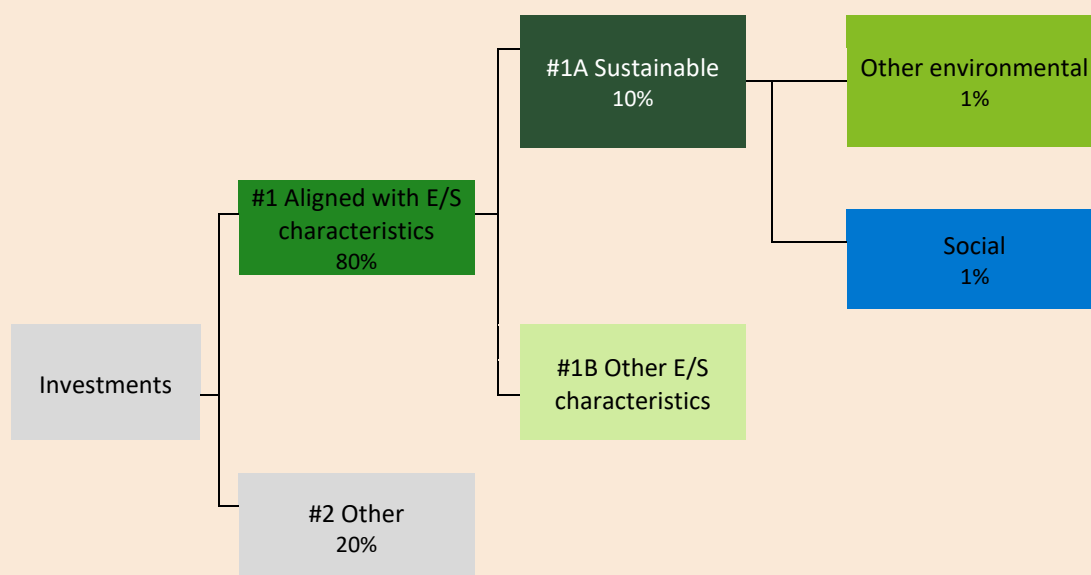 #1A Sustainable
10%
Other environmental
1%
#1 Aligned with E/S
characteristics
80%
Social
1%
Investments
#1B Other E/S
characteristics
#2 Other
20%